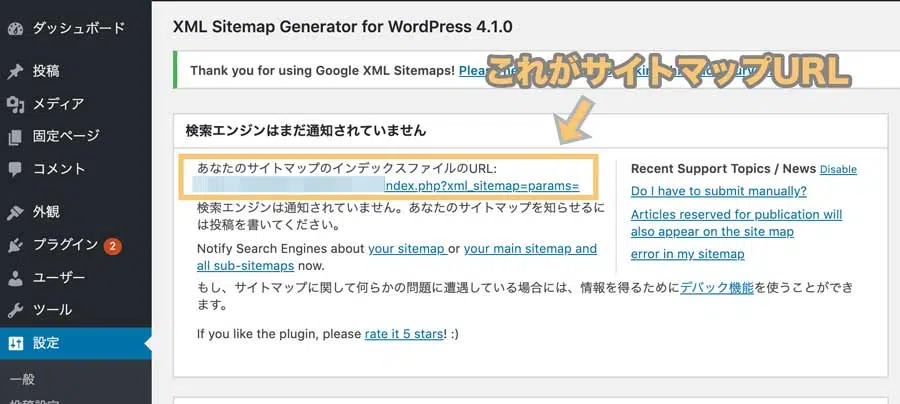 ダッシュボード
投稿
メディア
固定ページ
コメント
外観
プラグイン 2
ユーザー
ツール
設定
一般
投稿設定
XML Sitemap Generator for WordPress 4.1.0
Thank you for using Google XML Sitemaps!
これがサイトマップURL
検索エンジンはまだ通知されていません
あなたのサイトマップのインデックスファイルのURL:
ndex.php?xml_sitemap=params=
検索エンジンは通知されていません。あなたのサイトマップを知らせるに
は投稿を書いてください。
Notify Search Engines about your sitemap or your main sitemap and
all sub-sitemaps now.
もし、サイトマップに関して何らかの問題に遭遇している場合には、情報を得るためにデバック機能を使うことができ
ます。
If you like the plugin, please rate it 5 stars! :)
Recent Support Topics / News Disable
Do I have to submit manually?
Articles reserved for publication will
also appear on the site map
error in my sitemap